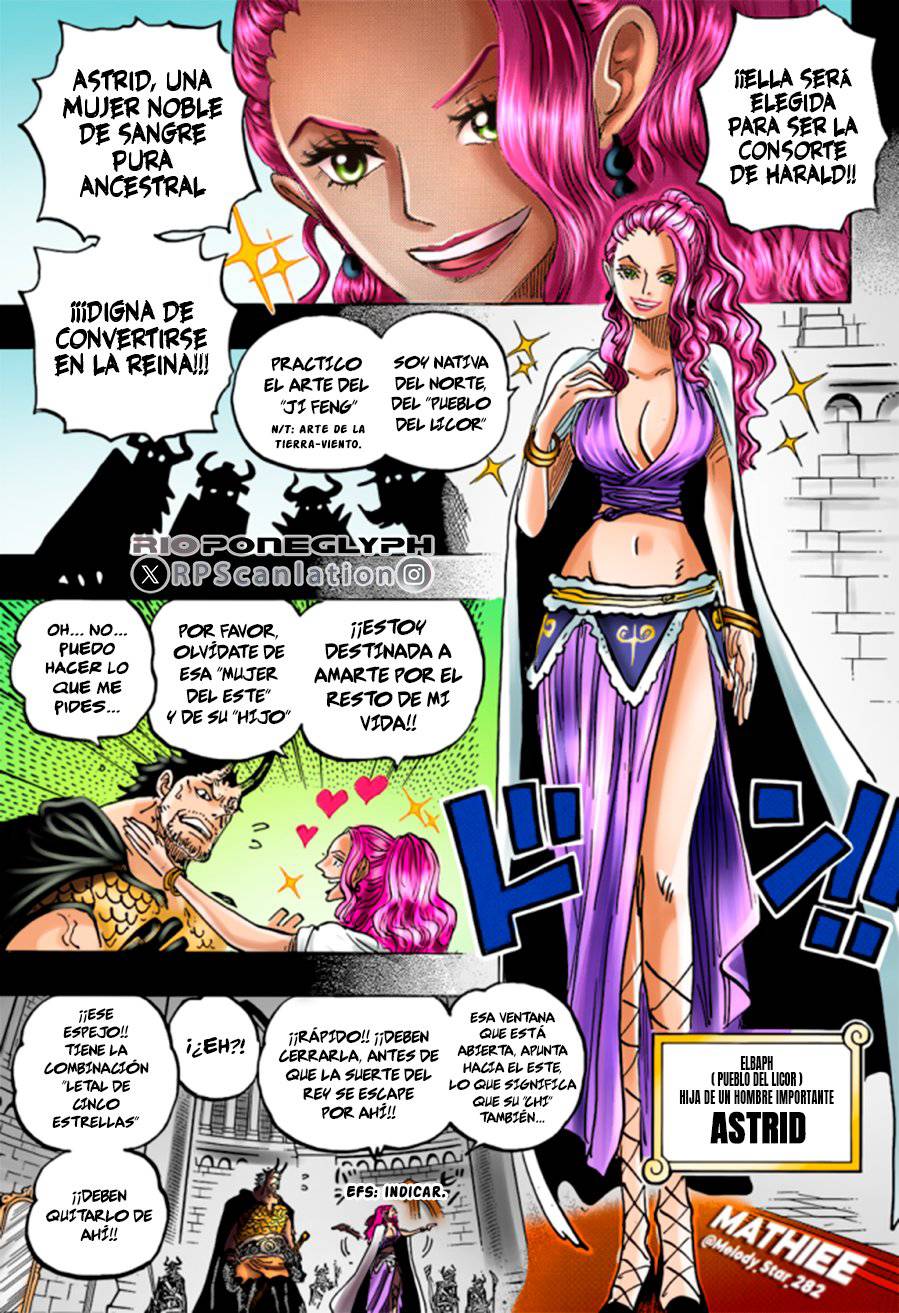 ¡¡ELLA SERÁ
ELEGIDA
PARA SER LA
CONSORTE
DE HARALD!!
ASTRID, UNA
MUJER NOBLE
DE SANGRE
PURA
ANCESTRAL
¡¡¡DIGNA DE
CONVERTIRSE
EN LA REINA!!!
SOY NATIVA
DEL NORTE,
DEL "PUEBLO
DEL LICOR"
PRACTICO
EL ARTE DEL
"JI FENG"
N/T: ARTE DE LA
TIERRA-VIENTO.
RIOPONEGLYPH
RPScanlation
¡¡ESTOY
DESTINADA A
AMARTE POR EL
RESTO DE MI
VIDA!!
POR FAVOR,
OLVÍDATE DE
ESA "MUJER
DEL ESTE"
Y DE SU "HIJO"
OH... NO...
PUEDO
HACER LO
QUE ME
PIDES...
ドン!!
ESA VENTANA
QUE ESTÁ
ABIERTA, APUNTA
HACIA EL ESTE,
LO QUE SIGNIFICA
QUE SU "CHI"
TAMBIÉN...
¡¡RÁPIDO!! ¡¡DEBEN
CERRARLA, ANTES DE
QUE LA SUERTE DEL
REY SE ESCAPE
POR AHÍ!!
¡¿EH?!
¡¡ESE
ESPEJO!!
TIENE LA
COMBINACIÓN
"LETAL DE
CINCO
ESTRELLAS"
¡¡DEBEN
QUITARLO DE
AHÍ!!
EFS: INDICAR.
ELBAPH
( PUEBLO DEL LICOR )
HIJA DE UN HOMBRE IMPORTANTE
ASTRID
MATHIEE
@Melody_Star_282